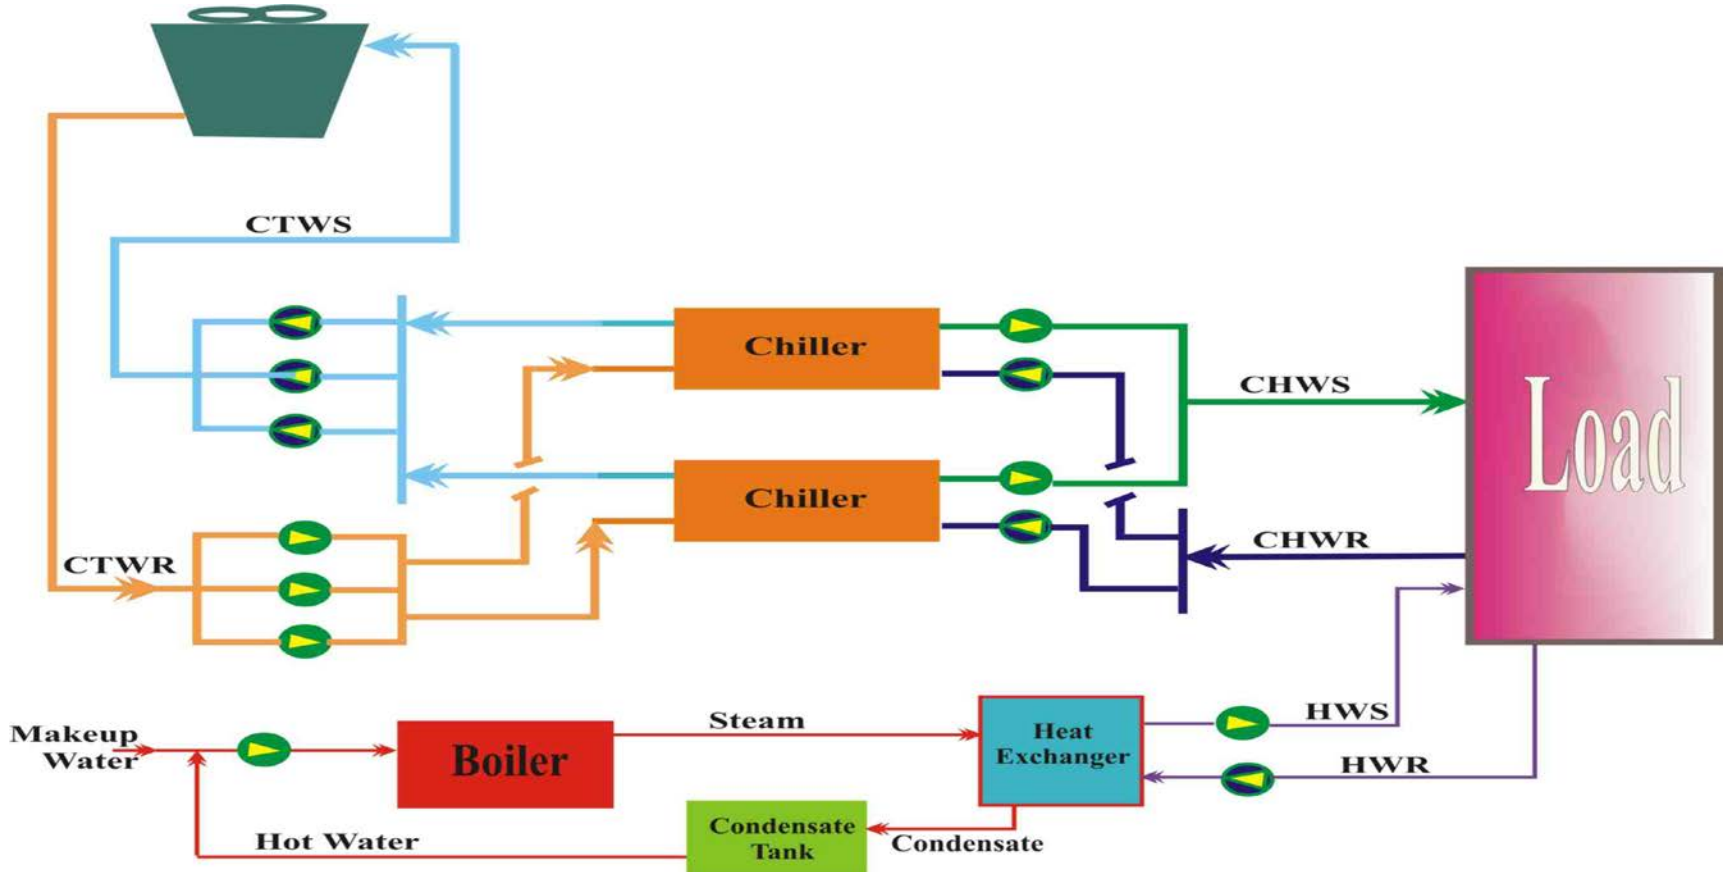 CTWS
Chiller
CHWS
Load
Chiller
CHWR
CTWR
Makeup
Water
Boiler
Steam
Heat
Exchanger
HWS
HWR
Hot Water
Condensate
Tank
Condensate